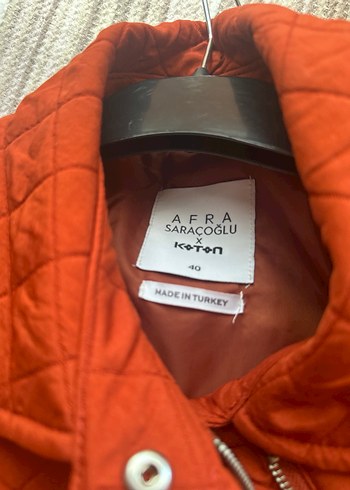 AFRA
SARAÇOĞLU
x
KOTON
40
MADE IN TURKEY